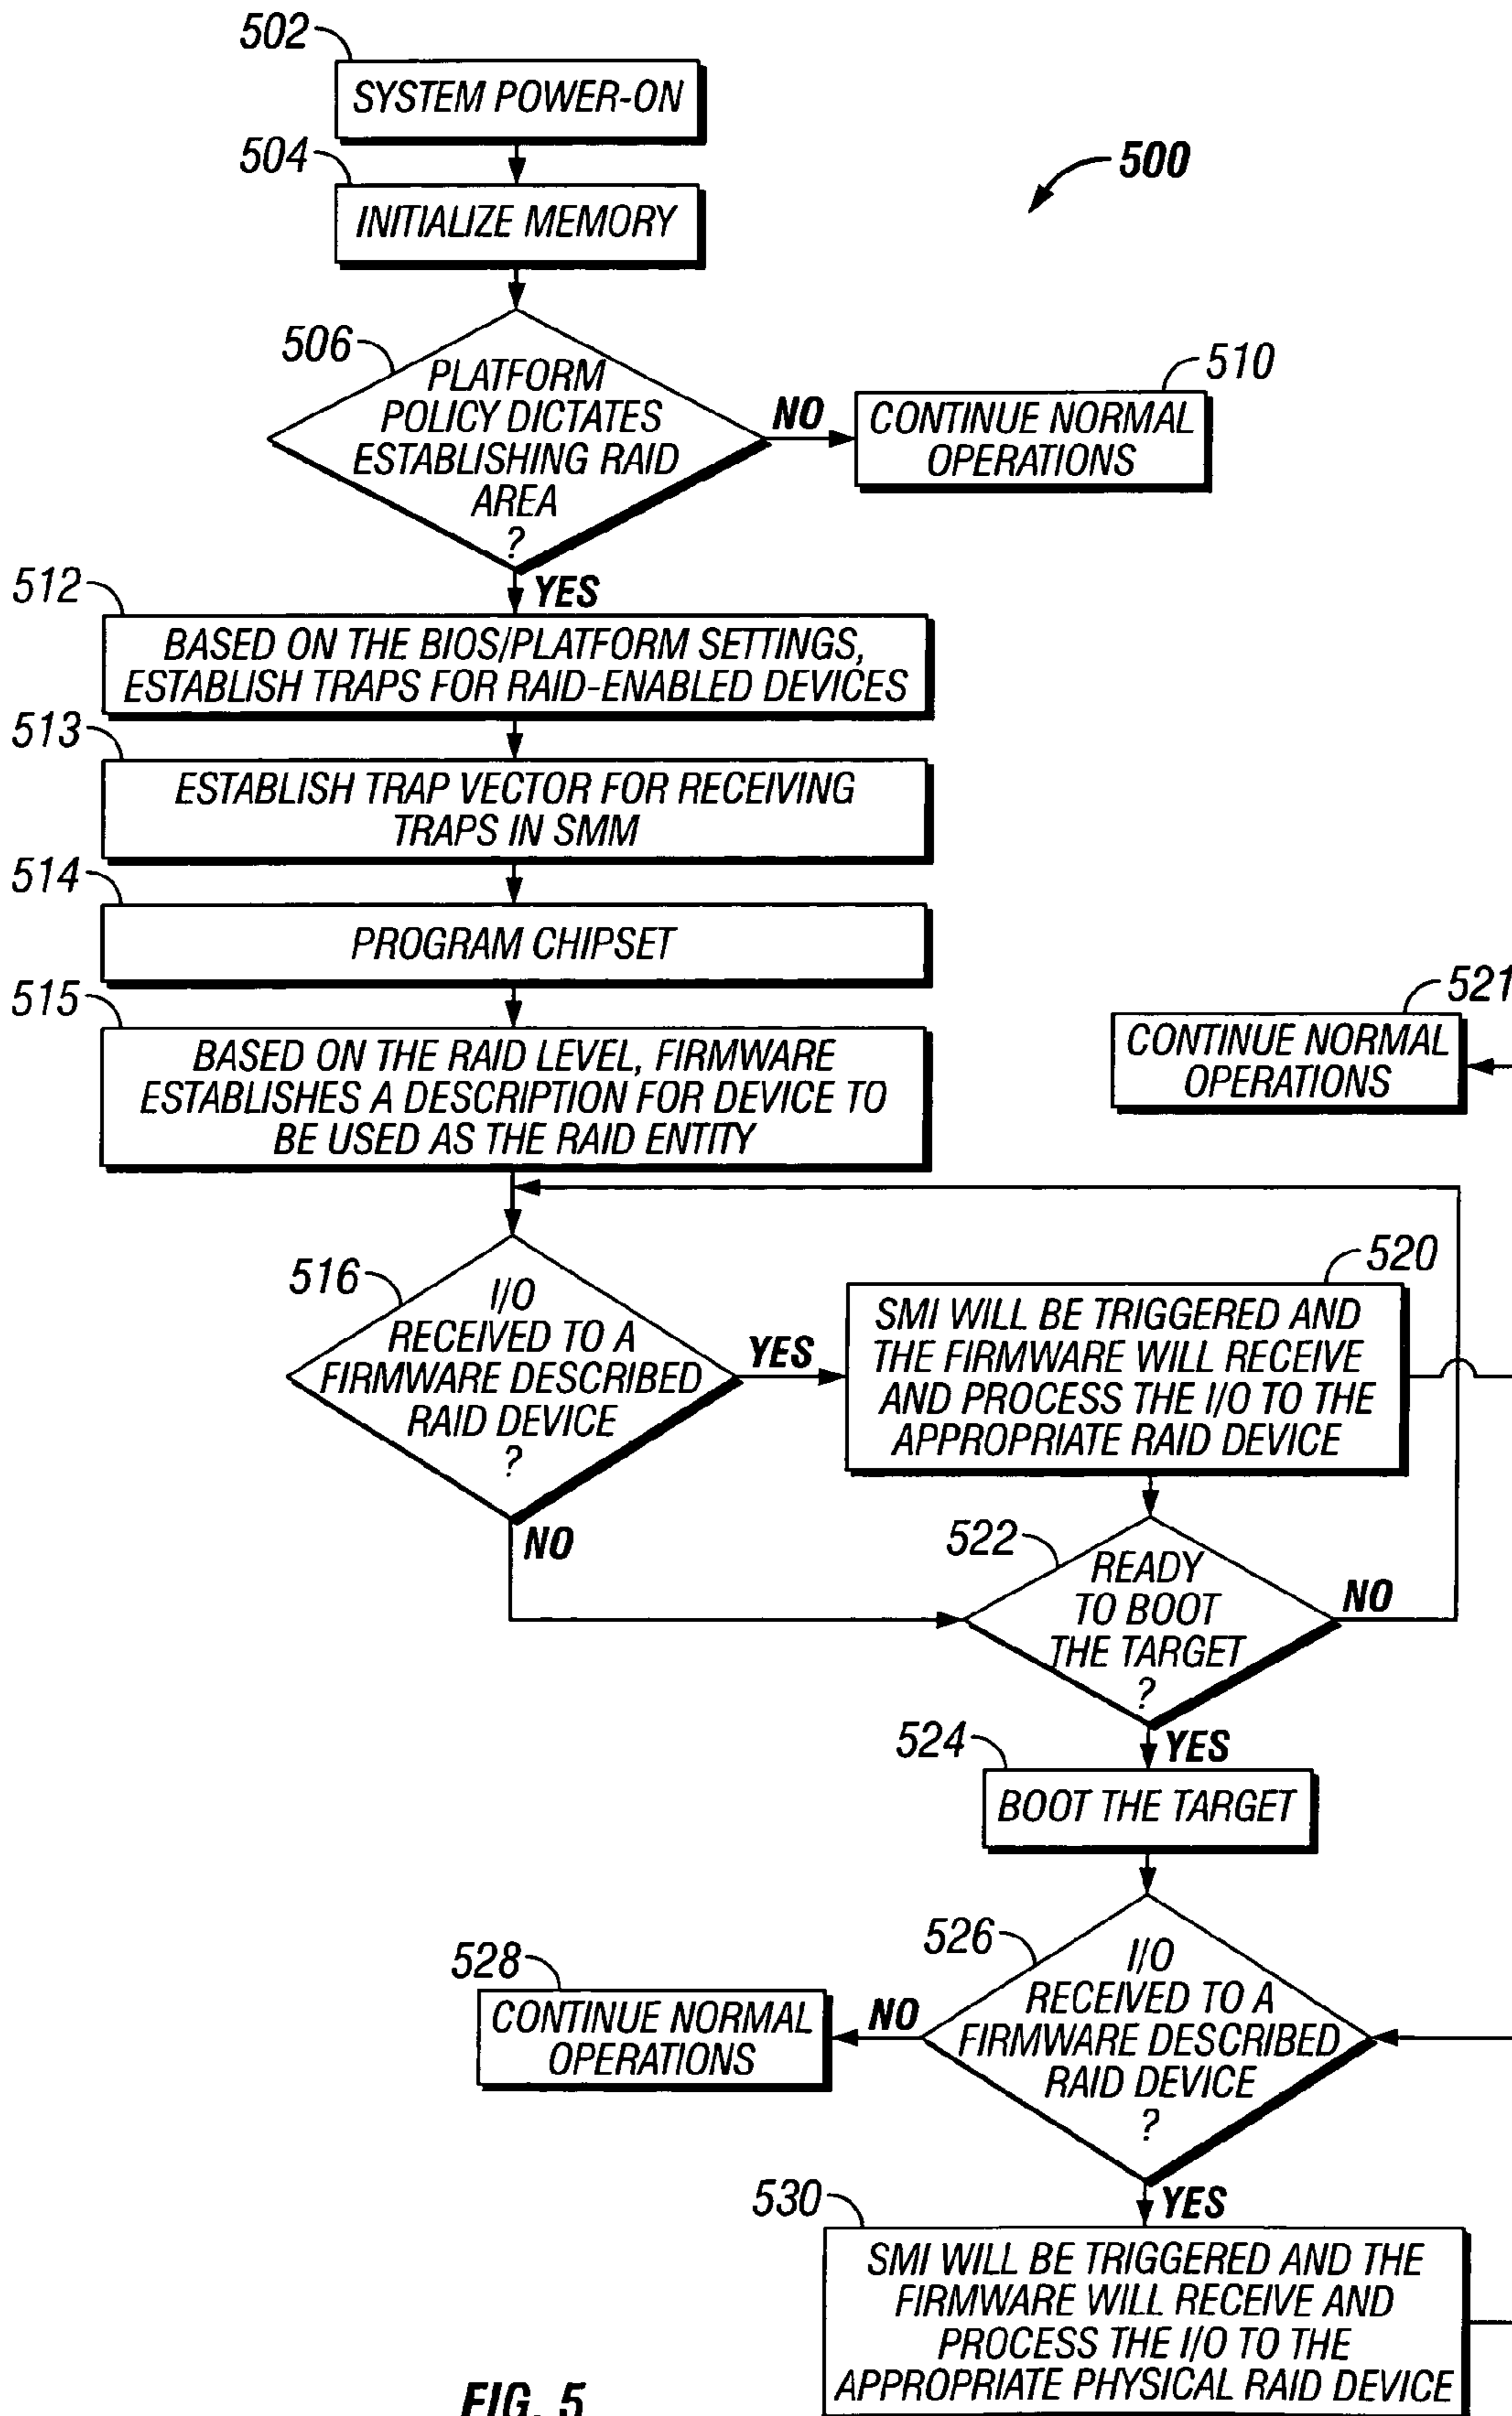 502
SYSTEM POWER-ON
504
INITIALIZE MEMORY
500
506
PLATFORM
POLICY DICTATES
ESTABLISHING RAID
AREA
?
NO
510
CONTINUE NORMAL
OPERATIONS
YES
512
BASED ON THE BIOS/PLATFORM SETTINGS,
ESTABLISH TRAPS FOR RAID-ENABLED DEVICES
513
ESTABLISH TRAP VECTOR FOR RECEIVING
TRAPS IN SMM
514
PROGRAM CHIPSET
515
BASED ON THE RAID LEVEL, FIRMWARE
ESTABLISHES A DESCRIPTION FOR DEVICE TO
BE USED AS THE RAID ENTITY
521
CONTINUE NORMAL
OPERATIONS
516
I/O
RECEIVED TO A
FIRMWARE DESCRIBED
RAID DEVICE
?
YES
520
SMI WILL BE TRIGGERED AND
THE FIRMWARE WILL RECEIVE
AND PROCESS THE I/O TO THE
APPROPRIATE RAID DEVICE
NO
522
READY
TO BOOT
THE TARGET
?
NO
YES
524
BOOT THE TARGET
526
I/O
RECEIVED TO A
FIRMWARE DESCRIBED
RAID DEVICE
?
NO
528
CONTINUE NORMAL
OPERATIONS
YES
530
SMI WILL BE TRIGGERED AND THE
FIRMWARE WILL RECEIVE AND
PROCESS THE I/O TO THE
APPROPRIATE PHYSICAL RAID DEVICE
FIG. 5